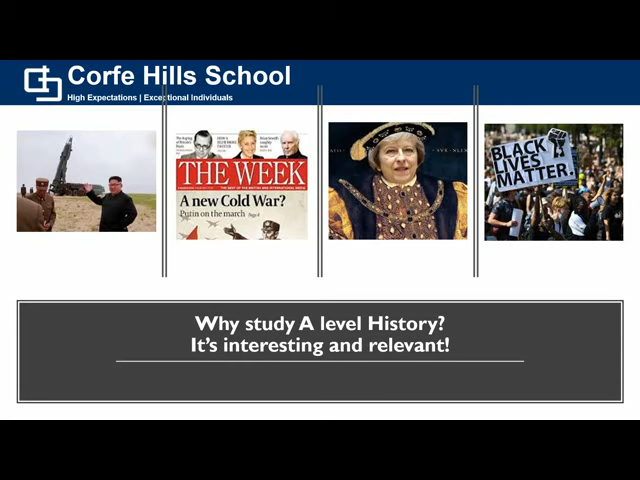 Corfe Hills School
High Expectations | Exceptional Individuals
THE WEEK
A new Cold War?
Putin on the march
BLACK
LIVES
MATTER.
Why study A level History?
It's interesting and relevant!